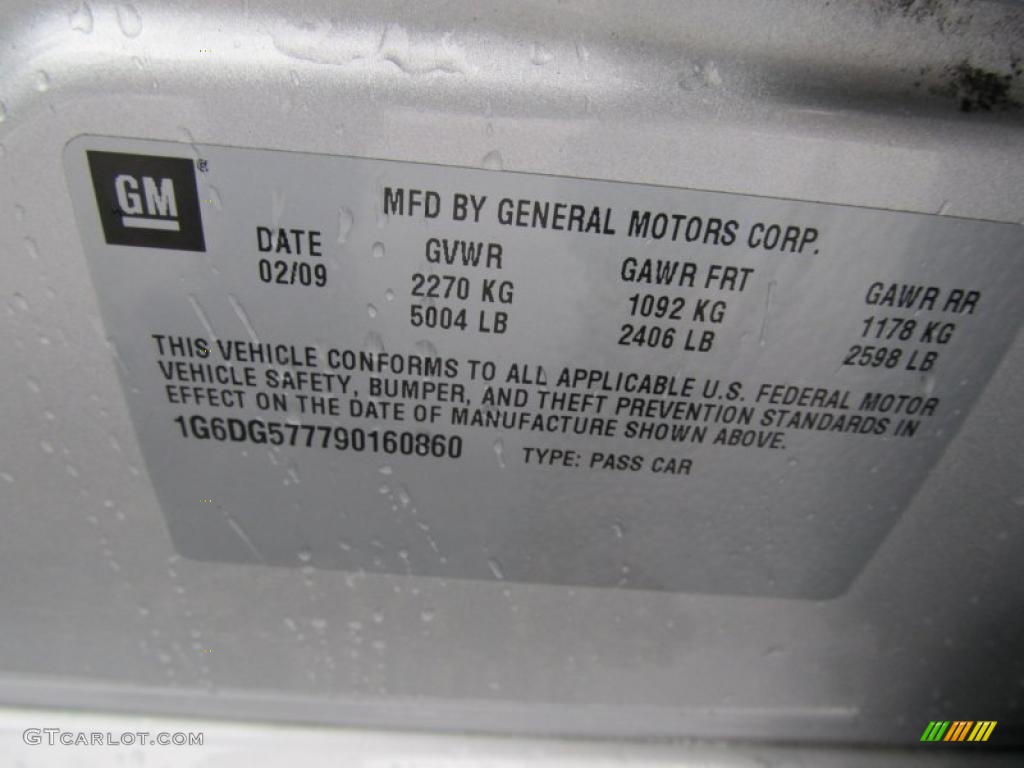 GM®
MFD BY GENERAL MOTORS CORP.
DATE GVWR GAWR FRT GAWR RR
02/09 2270 KG 1092 KG 1178 KG
5004 LB 2406 LB 2598 LB
THIS VEHICLE CONFORMS TO ALL APPLICABLE U.S. FEDERAL MOTOR
VEHICLE SAFETY, BUMPER, AND THEFT PREVENTION STANDARDS IN
EFFECT ON THE DATE OF MANUFACTURE SHOWN ABOVE.
1G6DG577790160860 TYPE: PASS CAR
GTCARLOT.COM